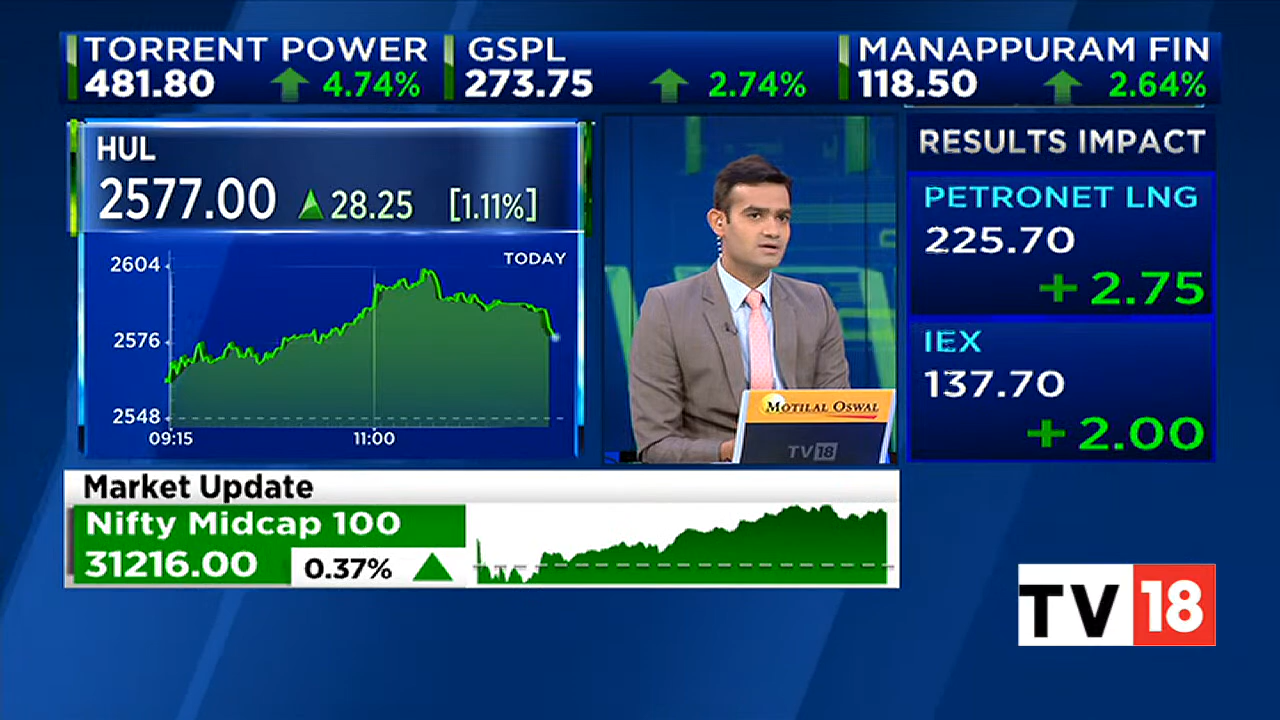 TORRENT POWER
481.80 4.74%
GSPL
273.75 2.74%
MANAPPURAM FIN
118.50 2.64%
HUL
2577.00 28.25 [1.11%]
TODAY
2604
2576
2548
09:15 11:00
MOTILAL OSWAL
TV18
RESULTS IMPACT
PETRONET LNG
225.70
+ 2.75
IEX
137.70
+ 2.00
Market Update
Nifty Midcap 100
31216.00 0.37%
TV18